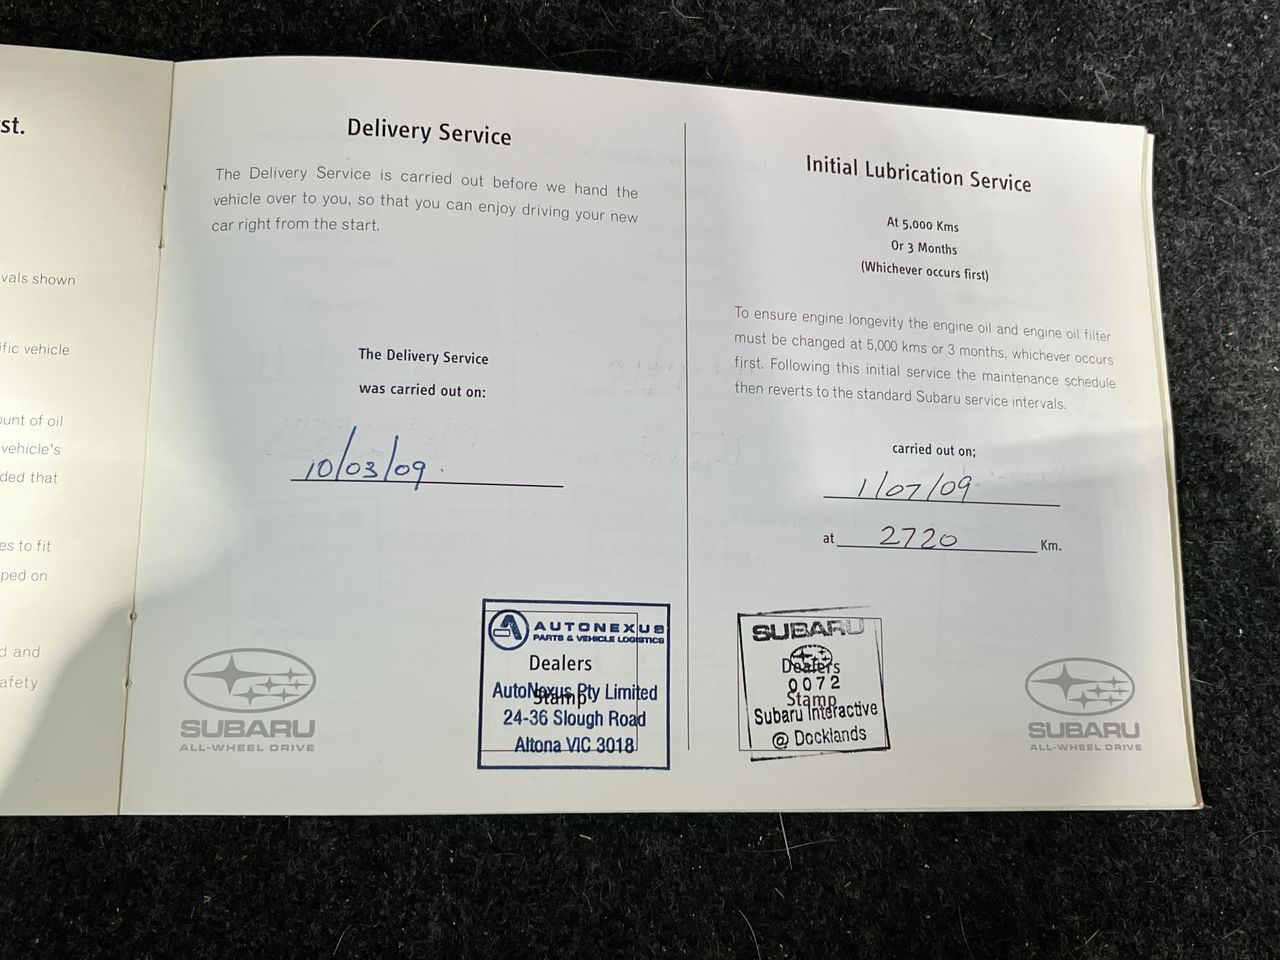 st.
vals shown
ific vehicle
ount of oil
vehicle's
ded that
es to fit
ped on
d and
afety
Delivery Service
The Delivery Service is carried out before we hand the
vehicle over to you, so that you can enjoy driving your new
car right from the start.
The Delivery Service
was carried out on:
10/03/09
SUBARU
ALL-WHEEL DRIVE
AUTONEXUS
PARTS & VEHICLE LOGISTICS
Dealers
Stamp
AutoNexus Pty Limited
24-36 Slough Road
Altona VIC 3018
Initial Lubrication Service
At 5,000 Kms
Or 3 Months
(Whichever occurs first)
To ensure engine longevity the engine oil and engine oil filter
must be changed at 5,000 kms or 3 months, whichever occurs
first. Following this initial service the maintenance schedule
then reverts to the standard Subaru service intervals.
carried out on;
1/07/09
at 2720 Km.
SUBARU
Dealers
0072
Stamp
Subaru Interactive
@ Docklands
SUBARU
ALL-WHEEL DRIVE